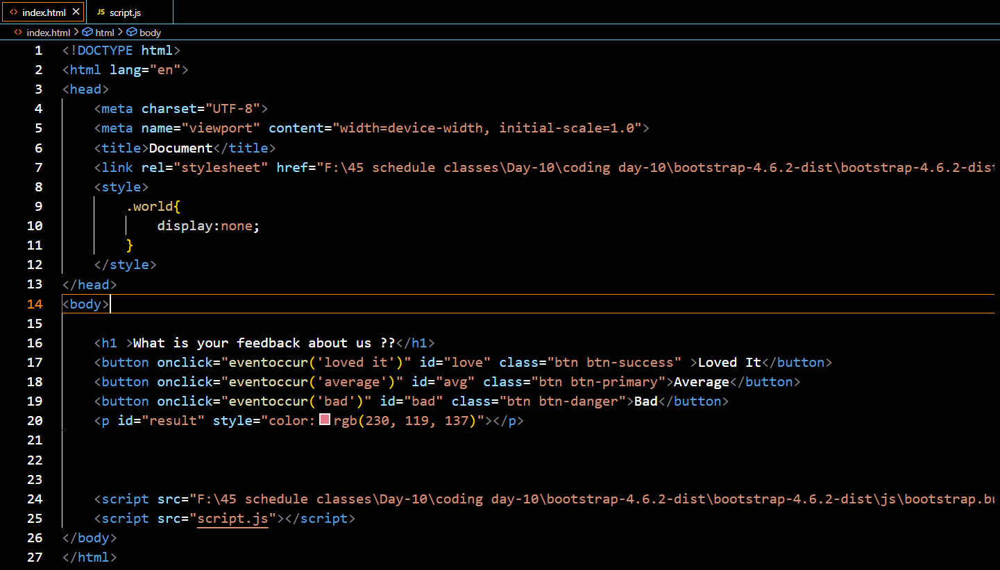 index.html
JS script.js
index.html > html > body
1 <!DOCTYPE html>
2 <html lang="en">
3 <head>
4 <meta charset="UTF-8">
5 <meta name="viewport" content="width=device-width, initial-scale=1.0">
6 <title>Document</title>
7 <link rel="stylesheet" href="F:\45 schedule classes\Day-10\coding day-10\bootstrap-4.6.2-dist\bootstrap-4.6.2-dist
8 <style>
9 .world{
10 display:none;
11 }
12 </style>
13 </head>
14 <body>
15
16 <h1 >What is your feedback about us ??</h1>
17 <button onclick="eventoccur('loved it')" id="love" class="btn btn-success" >Loved It</button>
18 <button onclick="eventoccur('average')" id="avg" class="btn btn-primary">Average</button>
19 <button onclick="eventoccur('bad')" id="bad" class="btn btn-danger">Bad</button>
20 <p id="result" style="color:rgb(230, 119, 137)"></p>
21
22
23
24 <script src="F:\45 schedule classes\Day-10\coding day-10\bootstrap-4.6.2-dist\bootstrap-4.6.2-dist\js\bootstrap.bu
25 <script src="script.js"></script>
26 </body>
27 </html>